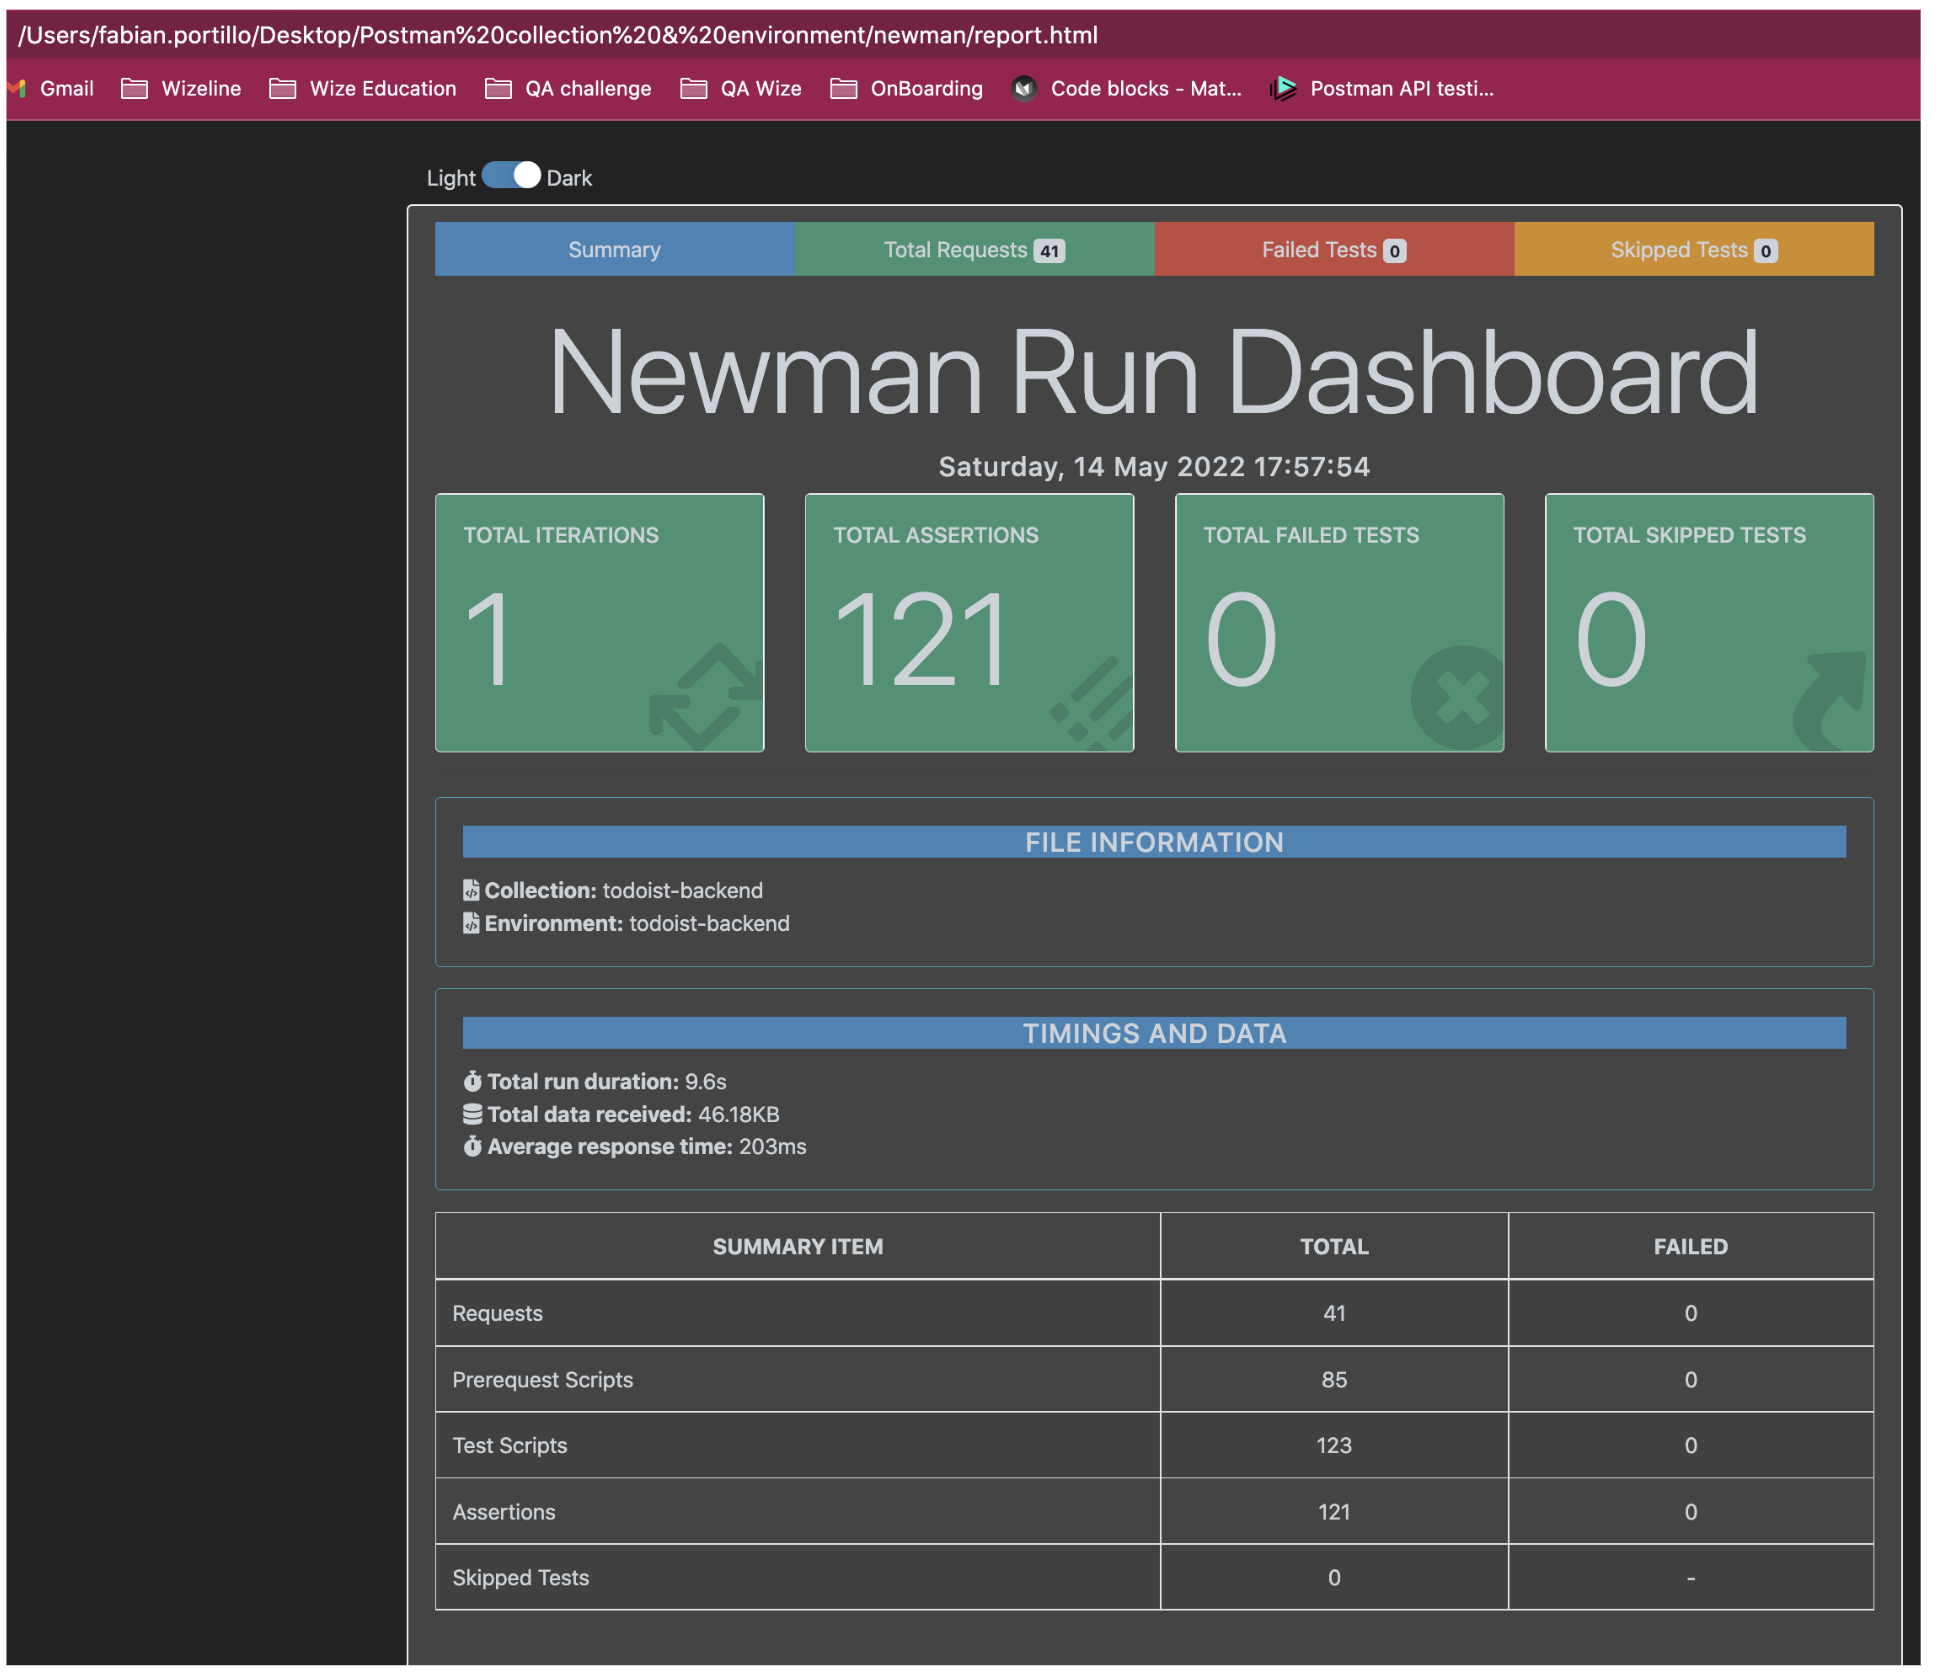 /Users/fabian.portillo/Desktop/Postman%20collection%20&%20environment/newman/report.html
Gmail Wizeline Wize Education QA challenge QA Wize OnBoarding Code blocks - Mat... Postman API testi...
Light Dark
Summary Total Requests 41 Failed Tests 0 Skipped Tests 0
Newman Run Dashboard
Saturday, 14 May 2022 17:57:54
TOTAL ITERATIONS TOTAL ASSERTIONS TOTAL FAILED TESTS TOTAL SKIPPED TESTS
1 121 0 0
FILE INFORMATION
Collection: todoist-backend
Environment: todoist-backend
TIMINGS AND DATA
Total run duration: 9.6s
Total data received: 46.18KB
Average response time: 203ms
SUMMARY ITEM TOTAL FAILED
Requests 41 0
Prerequest Scripts 85 0
Test Scripts 123 0
Assertions 121 0
Skipped Tests 0 -